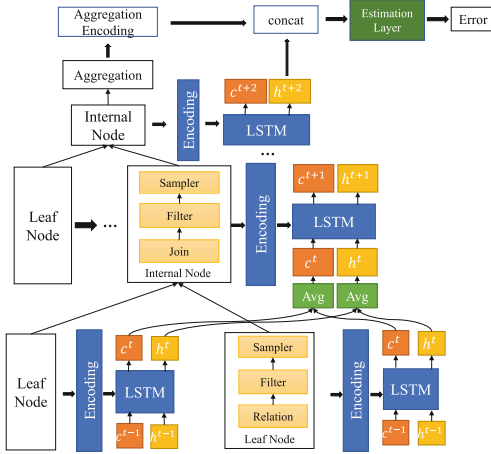 Aggregation
Encoding
concat
Estimation
Layer
Error
Aggregation
Internal
Node
Encoding
c^{t+2}
h^{t+2}
LSTM
...
Leaf
Node
...
Sampler
Filter
Join
Internal Node
Encoding
c^{t+1}
h^{t+1}
LSTM
c^t
h^t
Avg
Avg
Leaf
Node
Encoding
c^t
h^t
LSTM
c^{t-1}
h^{t-1}
Sampler
Filter
Relation
Leaf Node
Encoding
c^t
h^t
LSTM
c^{t-1}
h^{t-1}